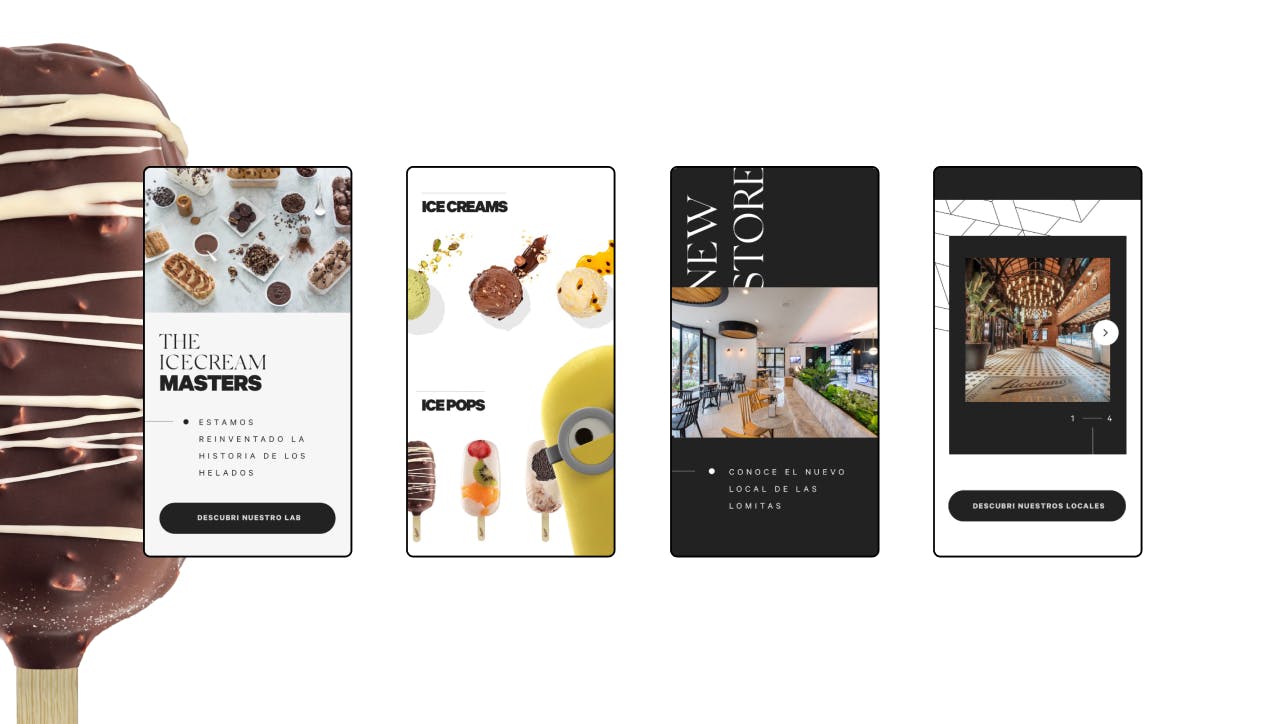 THE
ICECREAM
MASTERS
ESTAMOS
REINVENTADO LA
HISTORIA DE LOS
HELADOS
DESCUBRI NUESTRO LAB
ICE CREAMS
ICE POPS
NEW
STORE
CONOCE EL NUEVO
LOCAL DE LAS
LOMITAS
Lucciano's
1 4
DESCUBRI NUESTROS LOCALES